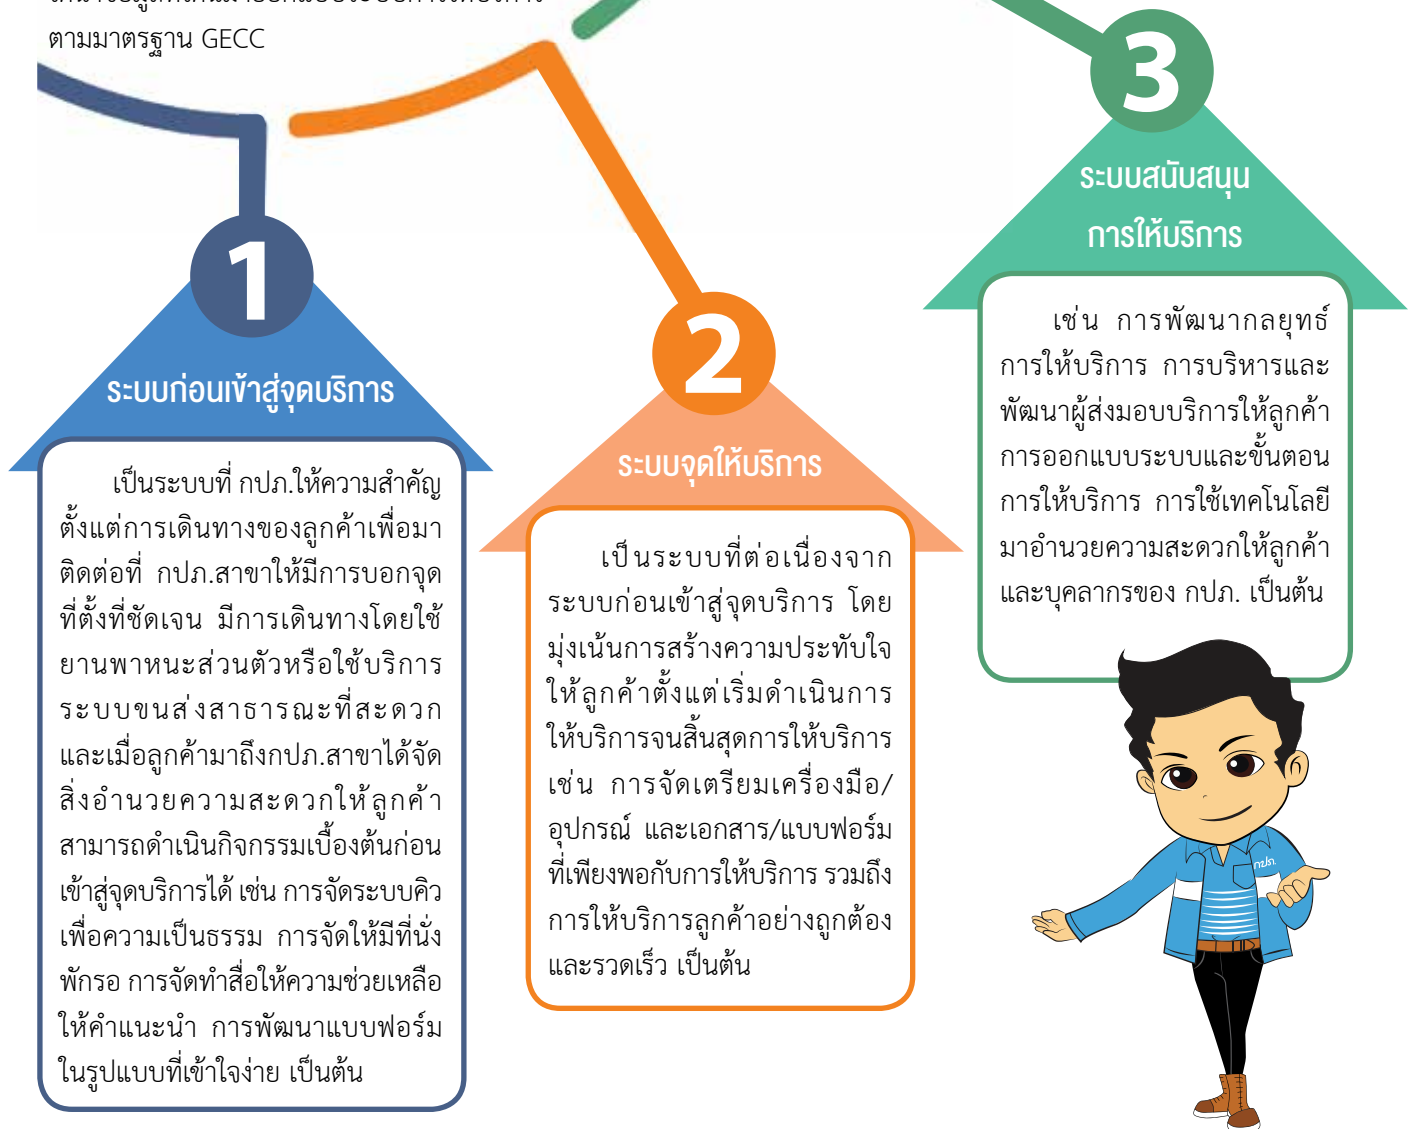 ตามมาตรฐาน GECC
1
ระบบก่อนเข้าสู่จุดบริการ
เป็นระบบที่ กปภ.ให้ความสำคัญ
ตั้งแต่การเดินทางของลูกค้าเพื่อมา
ติดต่อที่ กปภ.สาขาให้มีการบอกจุด
ที่ตั้งที่ชัดเจน มีการเดินทางโดยใช้
ยานพาหนะส่วนตัวหรือใช้บริการ
ระบบขนส่งสาธารณะที่สะดวก
และเมื่อลูกค้ามาถึงกปภ.สาขาได้จัด
สิ่งอำนวยความสะดวกให้ลูกค้า
สามารถดำเนินกิจกรรมเบื้องต้นก่อน
เข้าสู่จุดบริการได้ เช่น การจัดระบบคิว
เพื่อความเป็นธรรม การจัดให้มีที่นั่ง
พักรอ การจัดทำสื่อให้ความช่วยเหลือ
ให้คำแนะนำ การพัฒนาแบบฟอร์ม
ในรูปแบบที่เข้าใจง่าย เป็นต้น
2
ระบบจุดให้บริการ
เป็นระบบที่ต่อเนื่องจาก
ระบบก่อนเข้าสู่จุดบริการ โดย
มุ่งเน้นการสร้างความประทับใจ
ให้ลูกค้าตั้งแต่เริ่มดำเนินการ
ให้บริการจนสิ้นสุดการให้บริการ
เช่น การจัดเตรียมเครื่องมือ/
อุปกรณ์ และเอกสาร/แบบฟอร์ม
ที่เพียงพอกับการให้บริการ รวมถึง
การให้บริการลูกค้าอย่างถูกต้อง
และรวดเร็ว เป็นต้น
3
ระบบสนับสนุน
การให้บริการ
เช่น การพัฒนากลยุทธ์
การให้บริการ การบริหารและ
พัฒนาผู้ส่งมอบบริการให้ลูกค้า
การออกแบบระบบและขั้นตอน
การให้บริการ การใช้เทคโนโลยี
มาอำนวยความสะดวกให้ลูกค้า
และบุคลากรของ กปภ. เป็นต้น
กปภ.